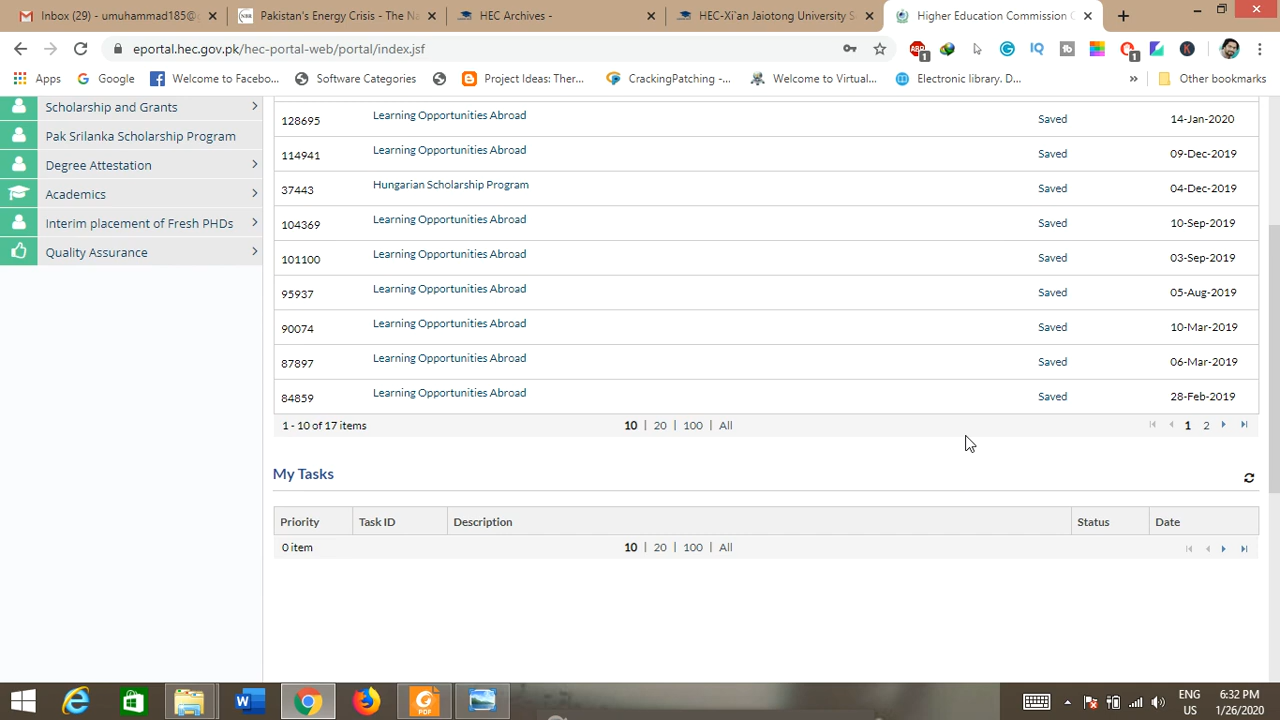 Inbox (29) - umuhammad185@g
Pakistan's Energy Crisis - The Na
HEC Archives -
HEC-Xi'an Jaiotong University S
Higher Education Commission
eportal.hec.gov.pk/hec-portal-web/portal/index.jsf
Apps Google Welcome to Facebo... Software Categories Project Ideas: Ther... CrackingPatching -... Welcome to Virtual... Electronic library. D... » Other bookmarks
Scholarship and Grants
Pak Srilanka Scholarship Program
Degree Attestation
Academics
Interim placement of Fresh PHDs
Quality Assurance
128695 Learning Opportunities Abroad Saved 14-Jan-2020
114941 Learning Opportunities Abroad Saved 09-Dec-2019
37443 Hungarian Scholarship Program Saved 04-Dec-2019
104369 Learning Opportunities Abroad Saved 10-Sep-2019
101100 Learning Opportunities Abroad Saved 03-Sep-2019
95937 Learning Opportunities Abroad Saved 05-Aug-2019
90074 Learning Opportunities Abroad Saved 10-Mar-2019
87897 Learning Opportunities Abroad Saved 06-Mar-2019
84859 Learning Opportunities Abroad Saved 28-Feb-2019
1 - 10 of 17 items 10 | 20 | 100 | All 1 2
My Tasks
Priority Task ID Description Status Date
0 item 10 | 20 | 100 | All
ENG 6:32 PM
US 1/26/2020